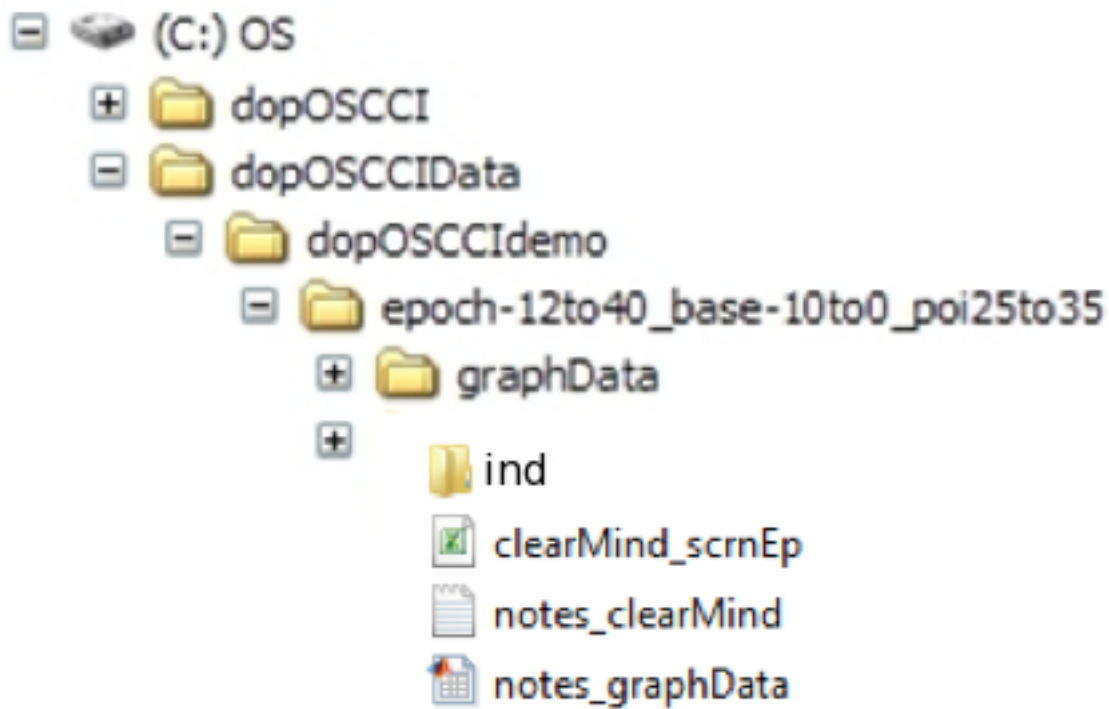 (C:) OS
dopOSCCI
dopOSCCIData
dopOSCCIdemo
epoch-12to40_base-10to0_poi25to35
graphData
ind
clearMind_scrnEp
notes_clearMind
notes_graphData